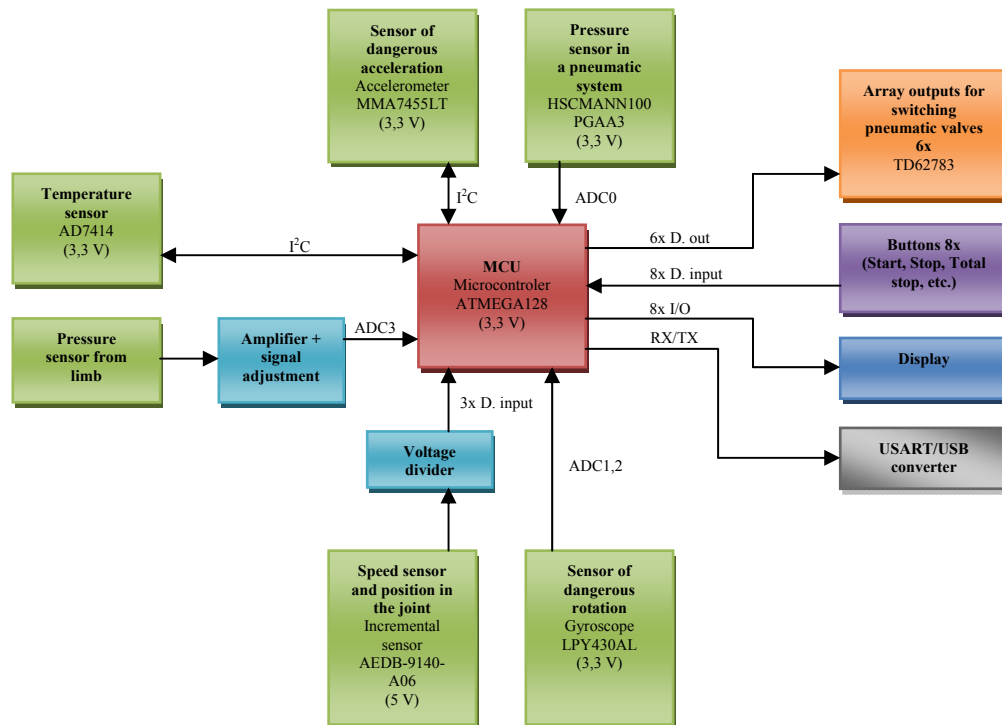 Sensor of
dangerous
acceleration
Accelerometer
MMA7455LT
(3,3 V)
Pressure
sensor in
a pneumatic
system
HSCMANN100
PGAA3
(3,3 V)
Array outputs for
switching
pneumatic valves
6x
TD62783
Temperature
sensor
AD7414
(3,3 V)
I²C
I²C
ADC0
6x D. out
MCU
Microcontroler
ATMEGA128
(3,3 V)
8x D. input
Buttons 8x
(Start, Stop, Total
stop, etc.)
8x I/O
RX/TX
Pressure
sensor from
limb
Amplifier +
signal
adjustment
ADC3
Display
3x D. input
Voltage
divider
ADC1,2
USART/USB
converter
Speed sensor
and position in
the joint
Incremental
sensor
AEDB-9140-
A06
(5 V)
Sensor of
dangerous
rotation
Gyroscope
LPY430AL
(3,3 V)